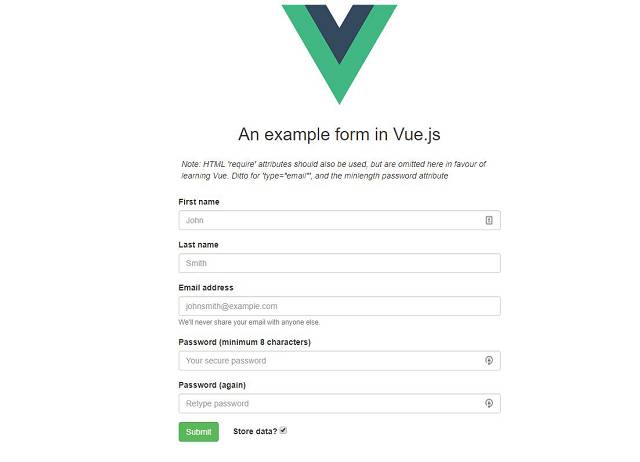 An example form in Vue.js
Note: HTML 'require' attributes should also be used, but are omitted here in favour of
learning Vue. Ditto for 'type="email"', and the minlength password attribute
First name
John
Last name
Smith
Email address
johnsmith@example.com
We'll never share your email with anyone else.
Password (minimum 8 characters)
Your secure password
Password (again)
Retype password
Submit Store data?